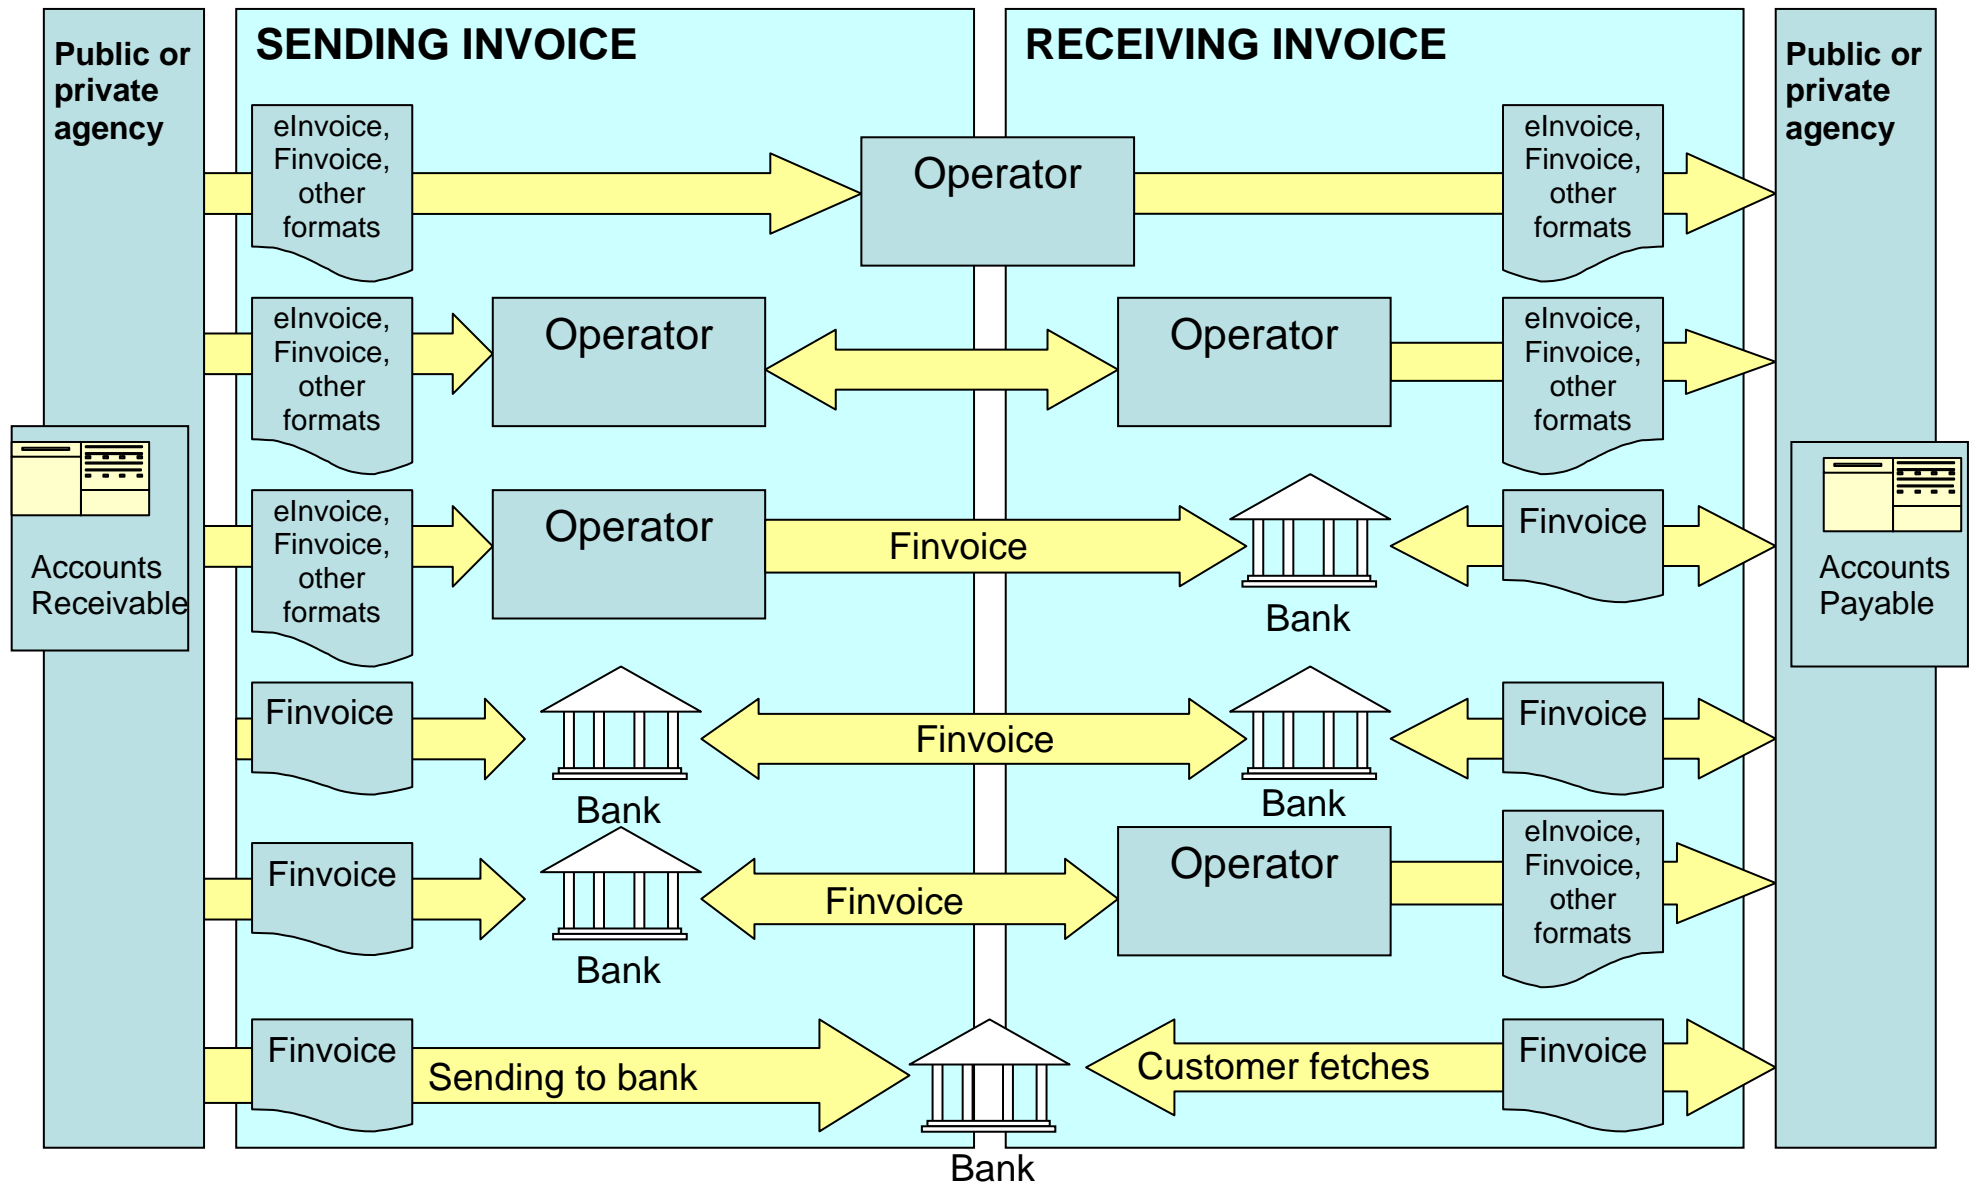 Public or
private
agency
SENDING INVOICE
RECEIVING INVOICE
Public or
private
agency
eInvoice,
Finvoice,
other
formats
Operator
eInvoice,
Finvoice,
other
formats
eInvoice,
Finvoice,
other
formats
Operator
Operator
eInvoice,
Finvoice,
other
formats
Accounts
Receivable
eInvoice,
Finvoice,
other
formats
Operator
Finvoice
Bank
Finvoice
Accounts
Payable
Finvoice
Bank
Finvoice
Bank
Finvoice
Finvoice
Bank
Finvoice
Operator
eInvoice,
Finvoice,
other
formats
Finvoice
Sending to bank
Bank
Customer fetches
Finvoice